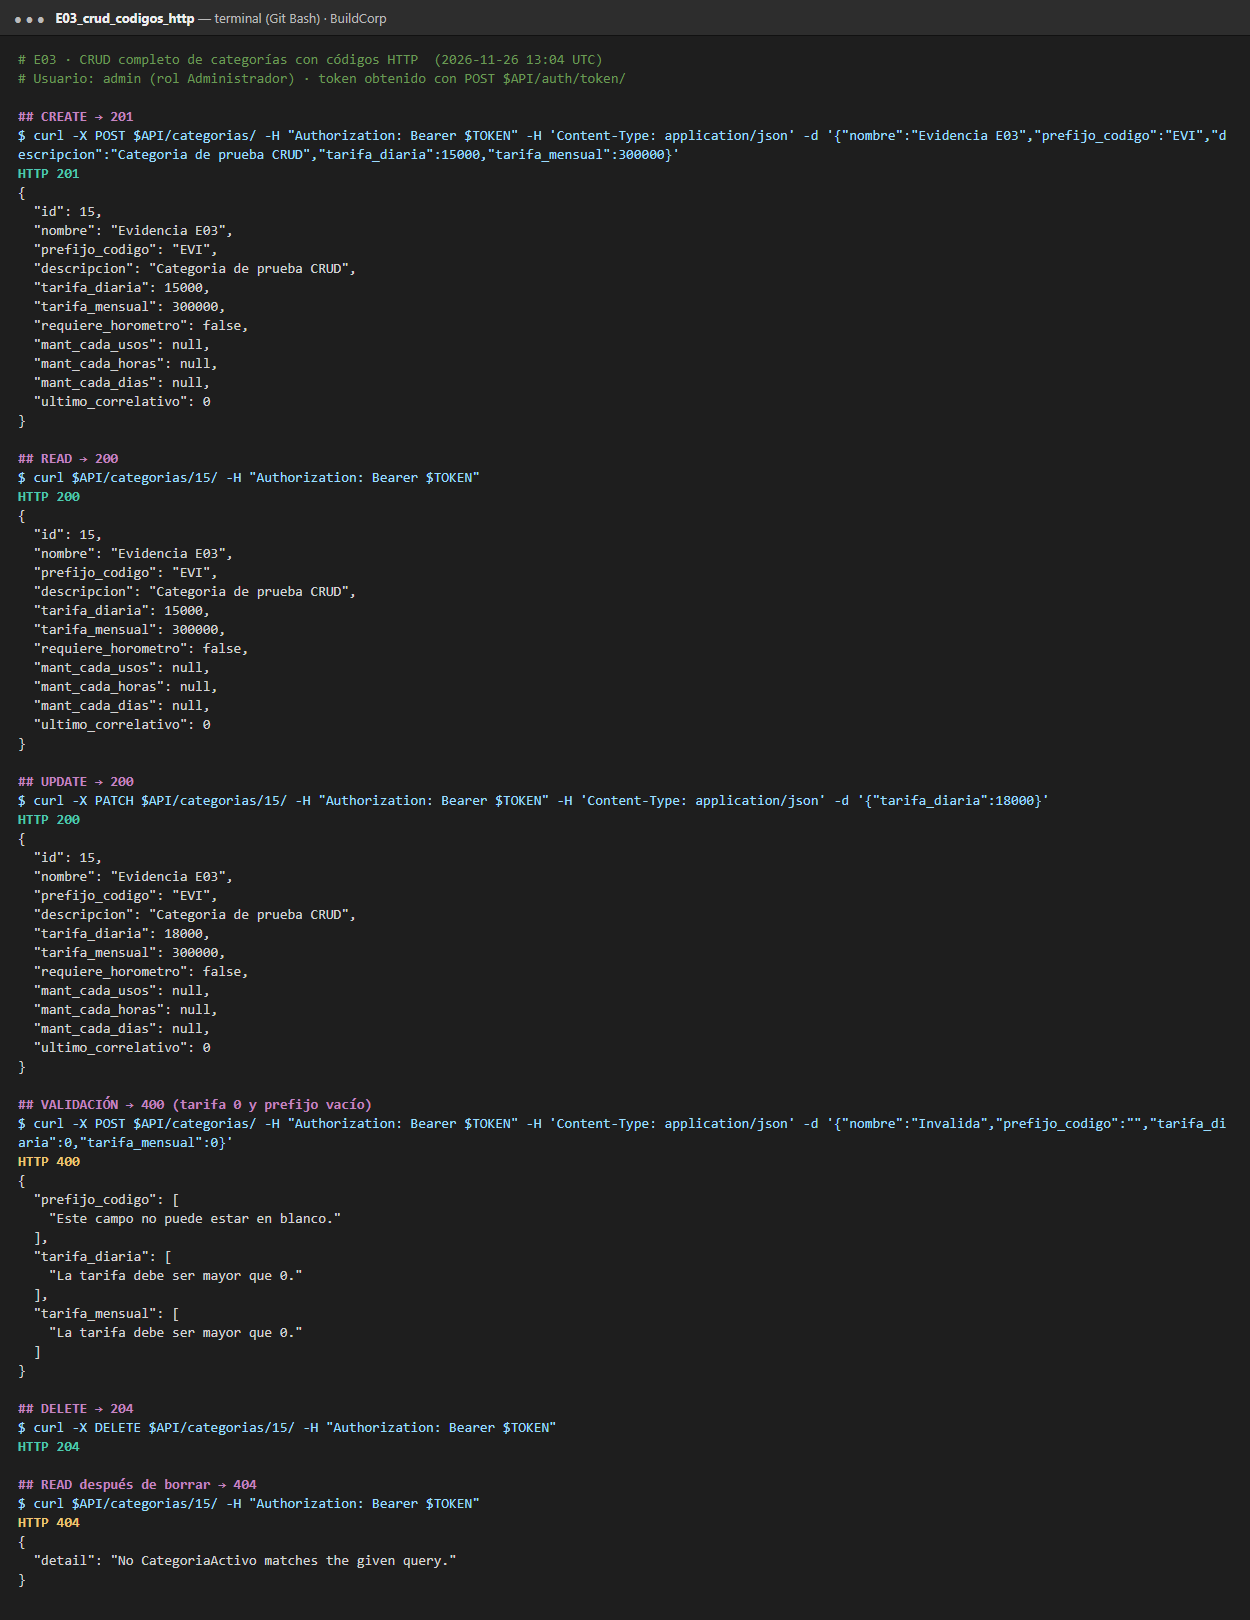 E03_crud_codigos_http — terminal (Git Bash) · BuildCorp
# E03 · CRUD completo de categorías con códigos HTTP  (2026-11-26 13:04 UTC)
# Usuario: admin (rol Administrador) · token obtenido con POST $API/auth/token/
## CREATE → 201
$ curl -X POST $API/categorias/ -H "Authorization: Bearer $TOKEN" -H 'Content-Type: application/json' -d '{"nombre":"Evidencia E03","prefijo_codigo":"EVI","d
escripcion":"Categoria de prueba CRUD","tarifa_diaria":15000,"tarifa_mensual":300000}'
HTTP 201
{
  "id": 15,
  "nombre": "Evidencia E03",
  "prefijo_codigo": "EVI",
  "descripcion": "Categoria de prueba CRUD",
  "tarifa_diaria": 15000,
  "tarifa_mensual": 300000,
  "requiere_horometro": false,
  "mant_cada_usos": null,
  "mant_cada_horas": null,
  "mant_cada_dias": null,
  "ultimo_correlativo": 0
}
## READ → 200
$ curl $API/categorias/15/ -H "Authorization: Bearer $TOKEN"
HTTP 200
{
  "id": 15,
  "nombre": "Evidencia E03",
  "prefijo_codigo": "EVI",
  "descripcion": "Categoria de prueba CRUD",
  "tarifa_diaria": 15000,
  "tarifa_mensual": 300000,
  "requiere_horometro": false,
  "mant_cada_usos": null,
  "mant_cada_horas": null,
  "mant_cada_dias": null,
  "ultimo_correlativo": 0
}
## UPDATE → 200
$ curl -X PATCH $API/categorias/15/ -H "Authorization: Bearer $TOKEN" -H 'Content-Type: application/json' -d '{"tarifa_diaria":18000}'
HTTP 200
{
  "id": 15,
  "nombre": "Evidencia E03",
  "prefijo_codigo": "EVI",
  "descripcion": "Categoria de prueba CRUD",
  "tarifa_diaria": 18000,
  "tarifa_mensual": 300000,
  "requiere_horometro": false,
  "mant_cada_usos": null,
  "mant_cada_horas": null,
  "mant_cada_dias": null,
  "ultimo_correlativo": 0
}
## VALIDACIÓN → 400 (tarifa 0 y prefijo vacío)
$ curl -X POST $API/categorias/ -H "Authorization: Bearer $TOKEN" -H 'Content-Type: application/json' -d '{"nombre":"Invalida","prefijo_codigo":"","tarifa_di
aria":0,"tarifa_mensual":0}'
HTTP 400
{
  "prefijo_codigo": [
    "Este campo no puede estar en blanco."
  ],
  "tarifa_diaria": [
    "La tarifa debe ser mayor que 0."
  ],
  "tarifa_mensual": [
    "La tarifa debe ser mayor que 0."
  ]
}
## DELETE → 204
$ curl -X DELETE $API/categorias/15/ -H "Authorization: Bearer $TOKEN"
HTTP 204
## READ después de borrar → 404
$ curl $API/categorias/15/ -H "Authorization: Bearer $TOKEN"
HTTP 404
{
  "detail": "No CategoriaActivo matches the given query."
}